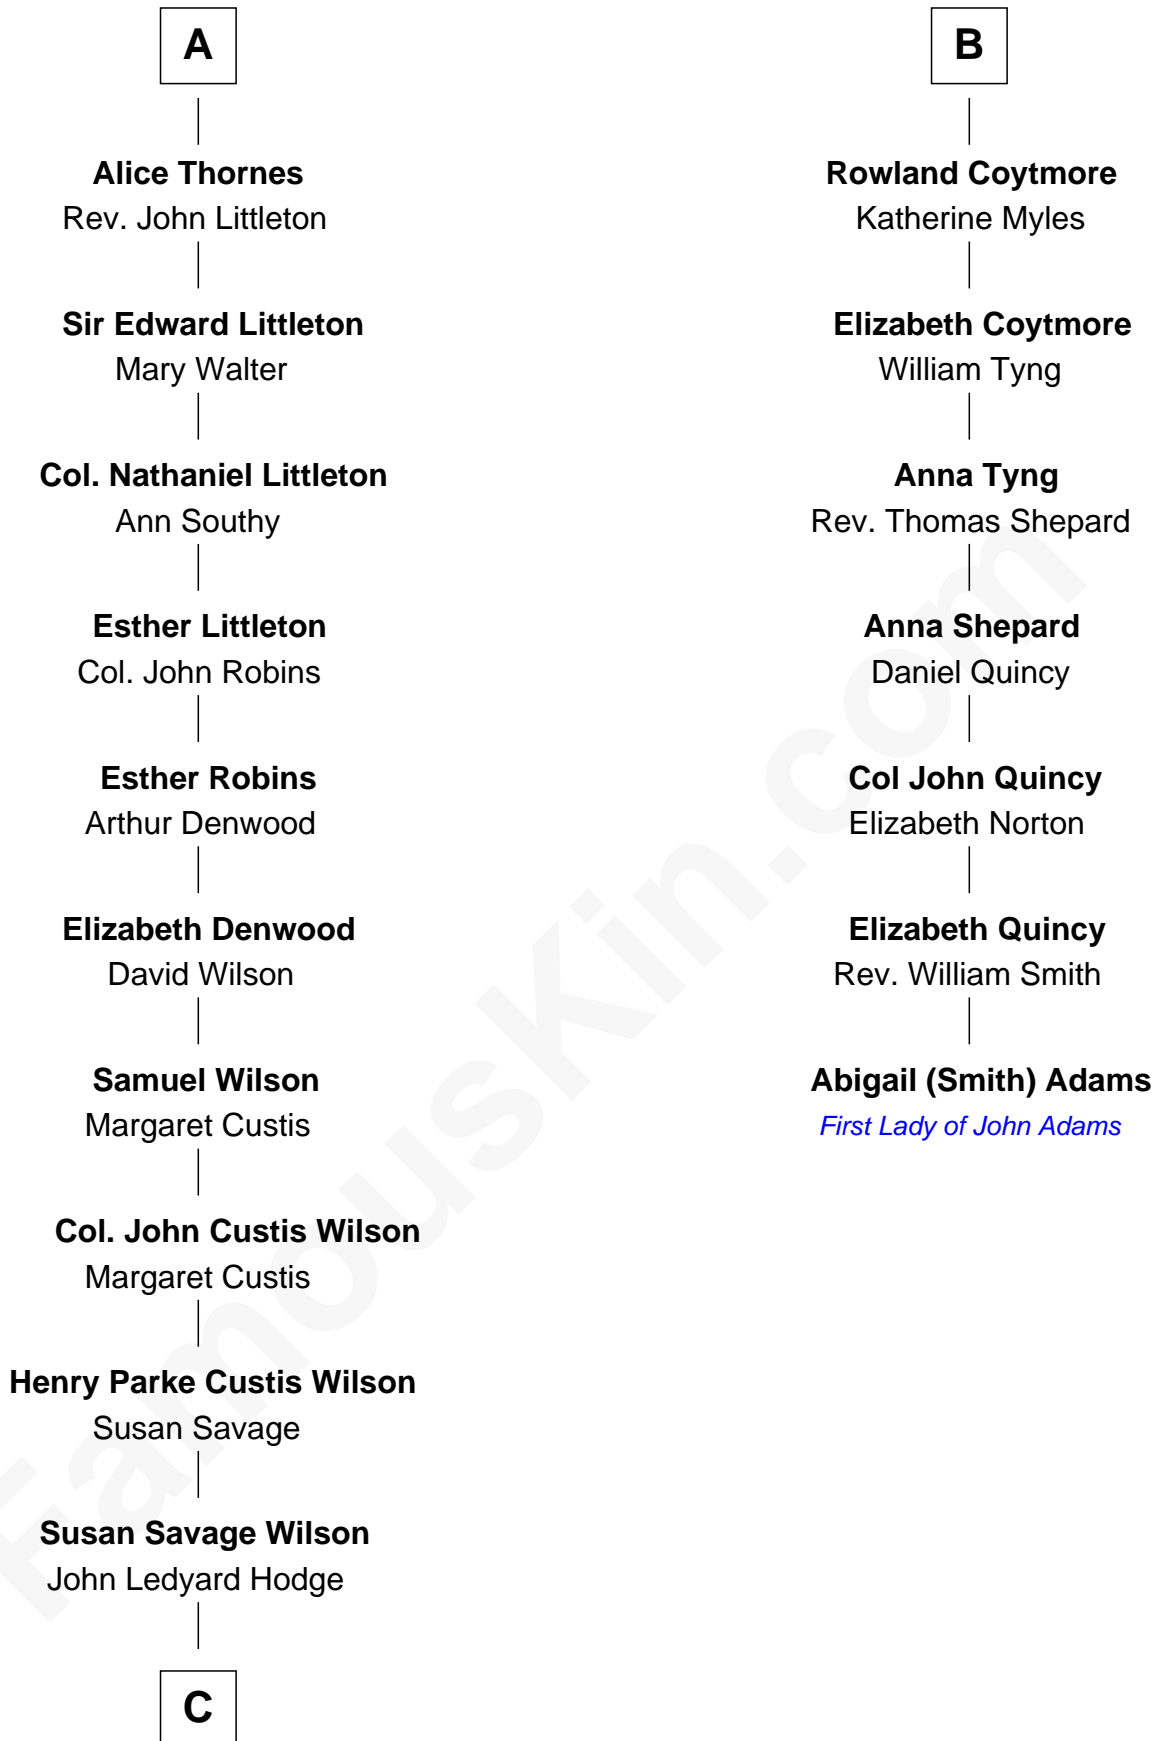 A
Alice Thornes
Rev. John Littleton
Sir Edward Littleton
Mary Walter
Col. Nathaniel Littleton
Ann Southy
Esther Littleton
Col. John Robins
Esther Robins
Arthur Denwood
Elizabeth Denwood
David Wilson
Samuel Wilson
Margaret Custis
Col. John Custis Wilson
Margaret Custis
Henry Parke Custis Wilson
Susan Savage
Susan Savage Wilson
John Ledyard Hodge
C
B
Rowland Coytmore
Katherine Myles
Elizabeth Coytmore
William Tyng
Anna Tyng
Rev. Thomas Shepard
Anna Shepard
Daniel Quincy
Col John Quincy
Elizabeth Norton
Elizabeth Quincy
Rev. William Smith
Abigail (Smith) Adams
First Lady of John Adams
FamousKin.com